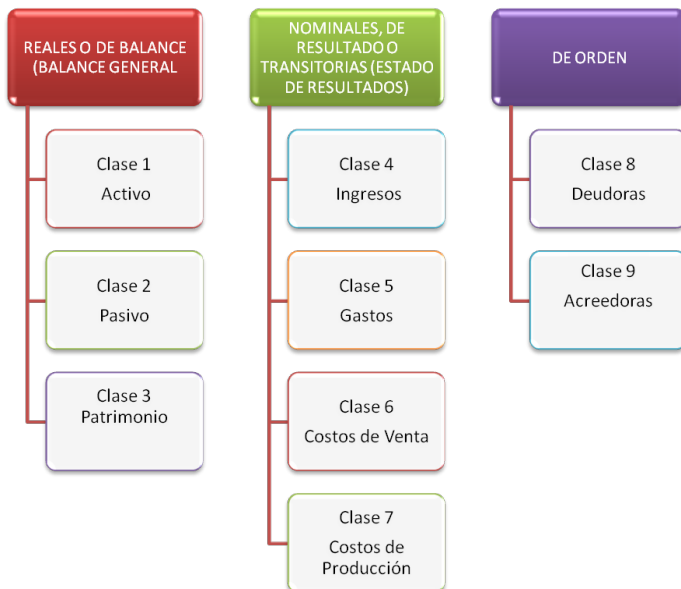 REALES O DE BALANCE
(BALANCE GENERAL
Clase 1
Activo
Clase 2
Pasivo
Clase 3
Patrimonio
NOMINALES, DE
RESULTADO O
TRANSITORIAS (ESTADO
DE RESULTADOS)
Clase 4
Ingresos
Clase 5
Gastos
Clase 6
Costos de Venta
Clase 7
Costos de
Producción
DE ORDEN
Clase 8
Deudoras
Clase 9
Acreedoras